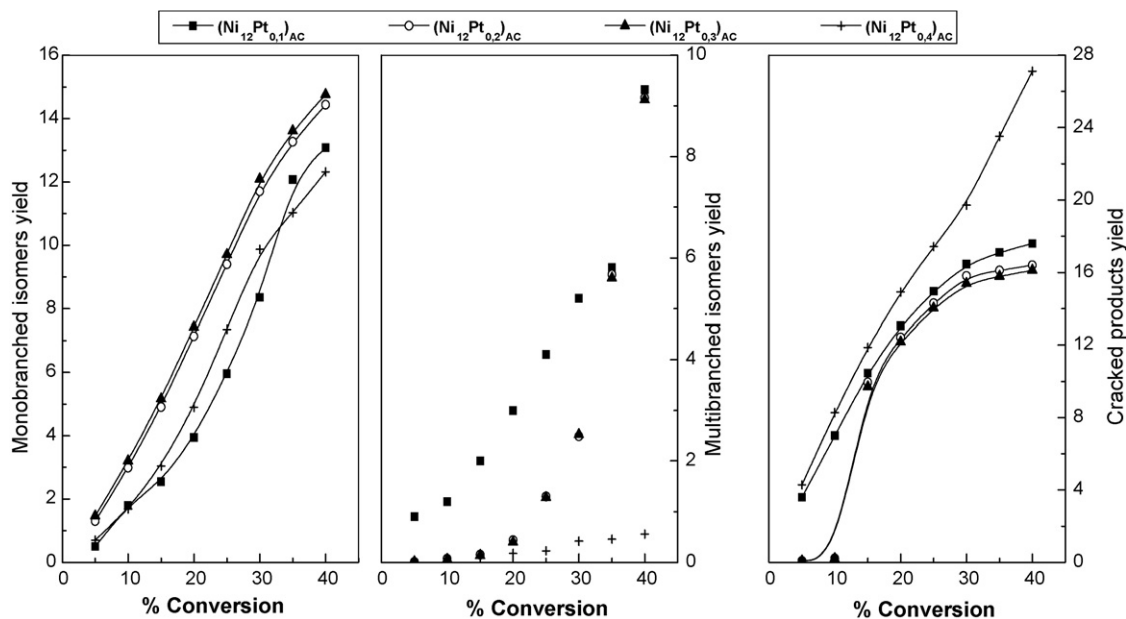 (Ni12Pt0,1)AC (Ni12Pt0,2)AC (Ni12Pt0,3)AC (Ni12Pt0,4)AC
Monobranched isomers yield
16
14
12
10
8
6
4
2
0
0 10 20 30 40 50
% Conversion
Multibranched isomers yield
10
8
6
4
2
0
0 10 20 30 40 50
% Conversion
Cracked products yield
28
24
20
16
12
8
4
0
0 10 20 30 40 50
% Conversion